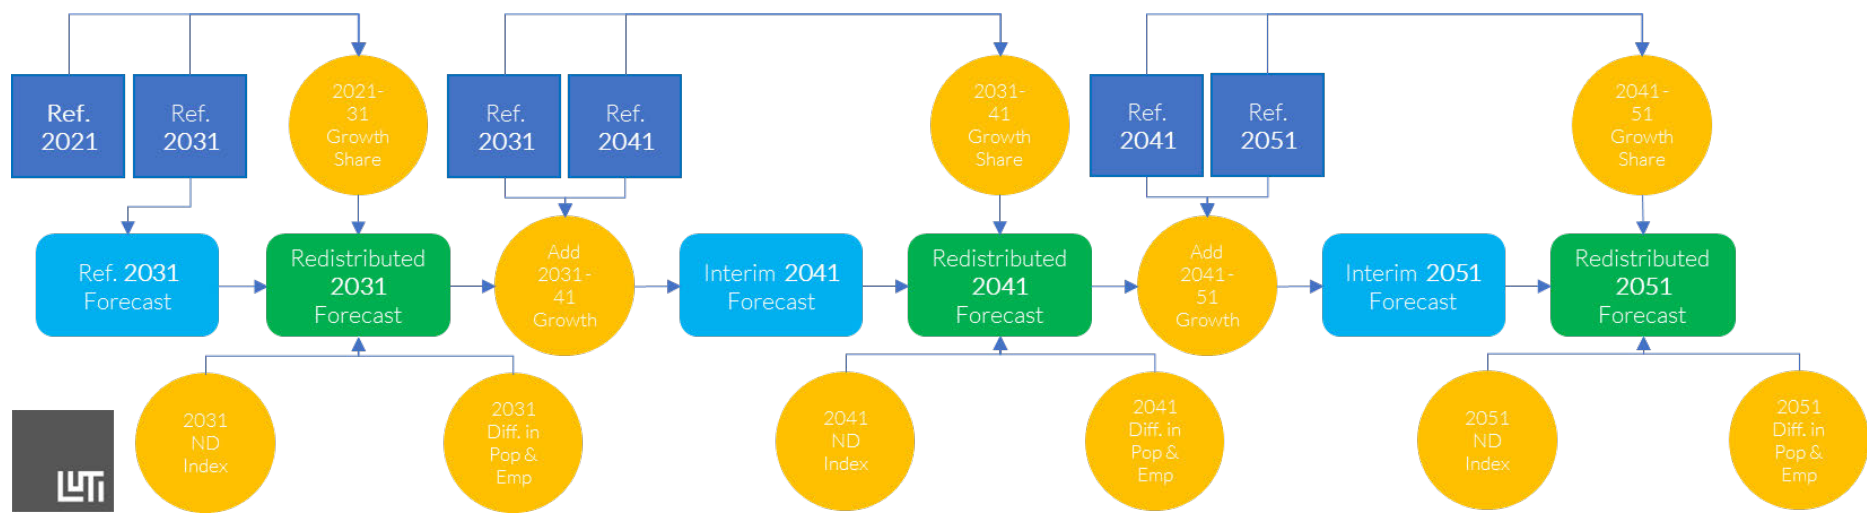 Ref.
2021
Ref.
2031
2021-
31
Growth
Share
Ref.
2031
Ref.
2041
2031-
41
Growth
Share
Ref.
2041
Ref.
2051
2041-
51
Growth
Share
Ref. 2031
Forecast
Redistributed
2031
Forecast
Add
2031-
41
Growth
Interim 2041
Forecast
Redistributed
2041
Forecast
Add
2041-
51
Growth
Interim 2051
Forecast
Redistributed
2051
Forecast
2031
ND
Index
2031
Diff. in
Pop &
Emp
2041
ND
Index
2041
Diff. in
Pop &
Emp
2051
ND
Index
2051
Diff. in
Pop &
Emp
LUTI